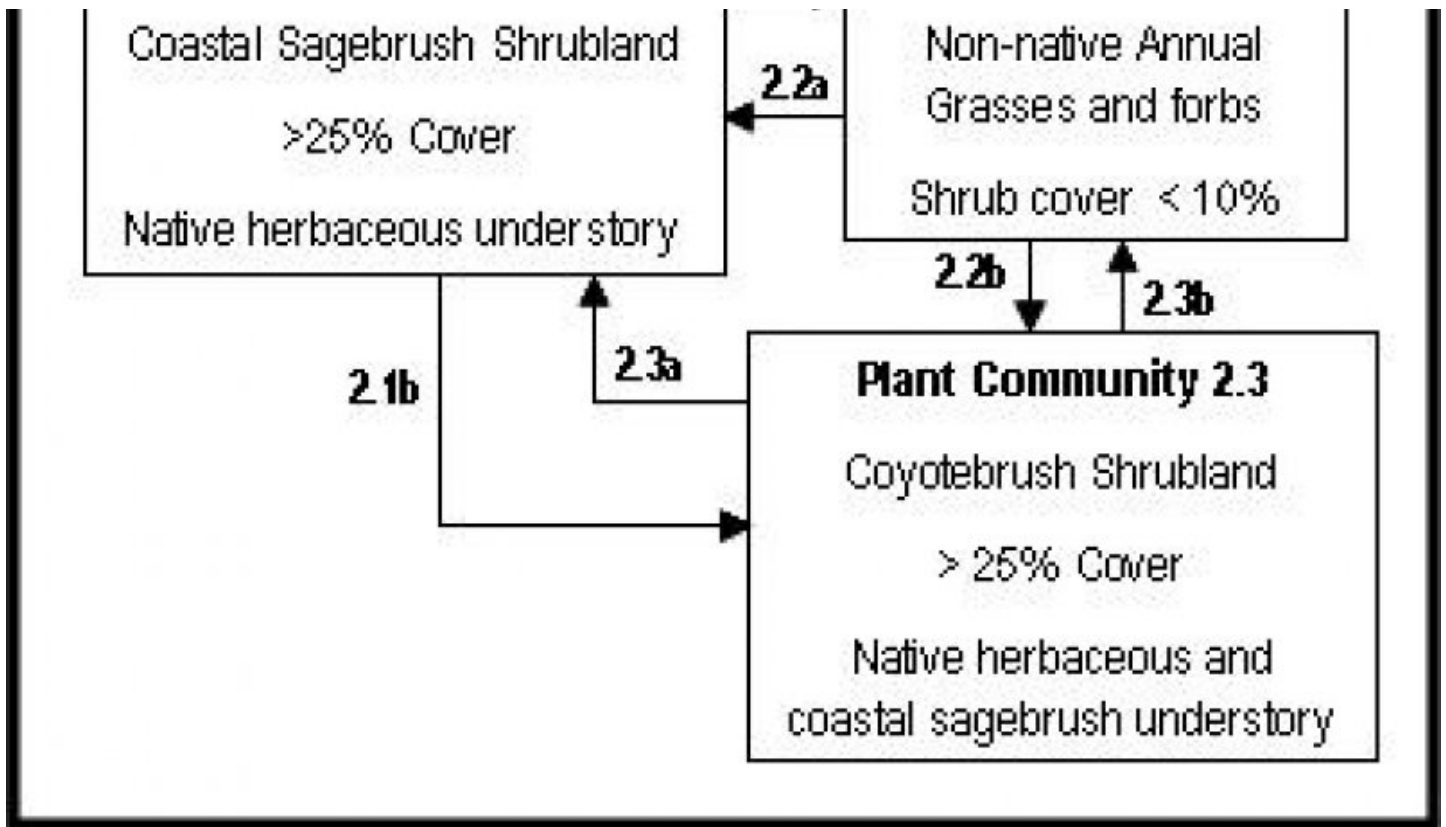 Coastal Sagebrush Shrubland
>25% Cover
Native herbaceous understory
2.2a
Non-native Annual
Grasses and forbs
Shrub cover < 10%
2.2b
2.3b
2.1b
2.3a
Plant Community 2.3
Coyotebrush Shrubland
> 25% Cover
Native herbaceous and
coastal sagebrush understory